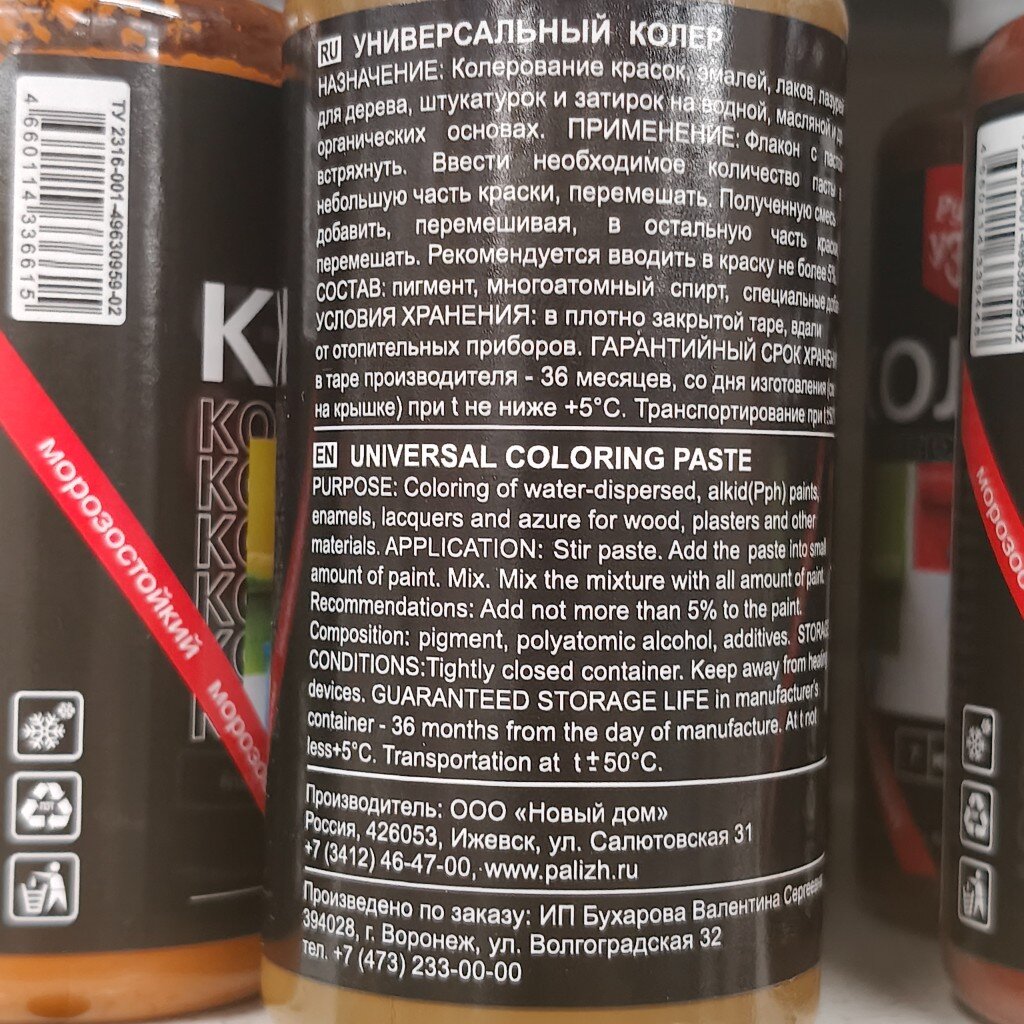 RU УНИВЕРСАЛЬНЫЙ КОЛЕР
НАЗНАЧЕНИЕ: Колерование красок, эмалей, лаков, лазурей
для дерева, штукатурок и затирок на водной, масляной и
органических основах. ПРИМЕНЕНИЕ: Флакон с пастой
встряхнуть. Ввести необходимое количество пасты в
небольшую часть краски, перемешать. Полученную смесь
добавить, перемешивая, в остальную часть краски
перемешать. Рекомендуется вводить в краску не более 5%.
СОСТАВ: пигмент, многоатомный спирт, специальные
УСЛОВИЯ ХРАНЕНИЯ: в плотно закрытой таре, вдали
от отопительных приборов. ГАРАНТИЙНЫЙ СРОК ХРАНЕНИЯ
в таре производителя - 36 месяцев, со дня изготовления
на крышке) при t не ниже +5°C. Транспортирование при
EN UNIVERSAL COLORING PASTE
PURPOSE: Coloring of water-dispersed, alkid(Pph) paints,
enamels, lacquers and azure for wood, plasters and other
materials. APPLICATION: Stir paste. Add the paste into small
amount of paint. Mix. Mix the mixture with all amount of paint.
Recommendations: Add not more than 5% to the paint.
Composition: pigment, polyatomic alcohol, additives. STORAGE
CONDITIONS:Tightly closed container. Keep away from heating
devices. GUARANTEED STORAGE LIFE in manufacturer's
container - 36 months from the day of manufacture. At t not
less+5°C. Transportation at t±50°C.
Производитель: ООО «Новый дом»
Россия, 426053, Ижевск, ул. Салютовская 31
+7 (3412) 46-47-00, www.palizh.ru
Произведено по заказу: ИП Бухарова Валентина Сергеевна
394028, г. Воронеж, ул. Волгоградская 32
тел. +7 (473) 233-00-00
4 660114 336615
ТУ 2316-001-49630959-02
морозостойкий